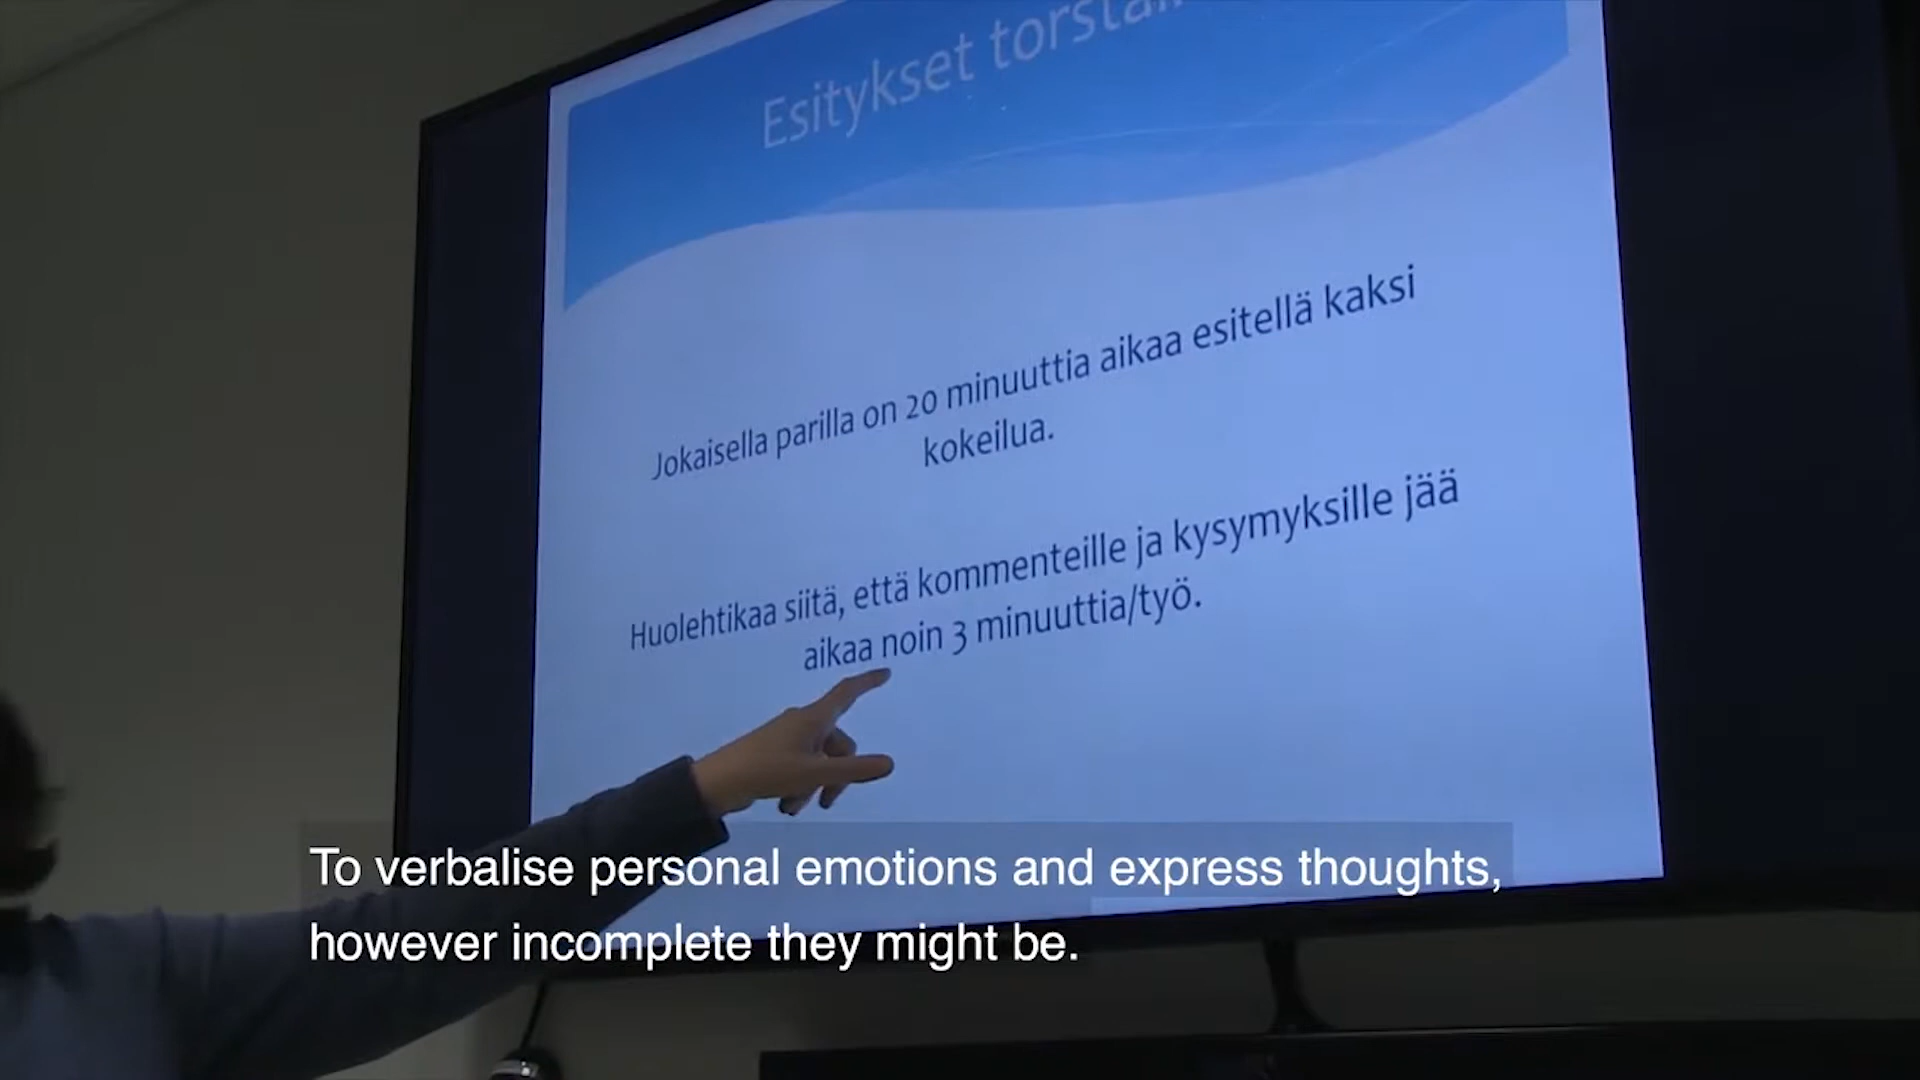 Esitykset
Jokaisella parilla on 20 minuuttia aikaa esitellä kaksi
kokeilua.
Huolehtikaa siitä, että kommenteille ja kysymyksille jää
aikaa noin 3 minuuttia/työ.
To verbalise personal emotions and express thoughts,
however incomplete they might be.